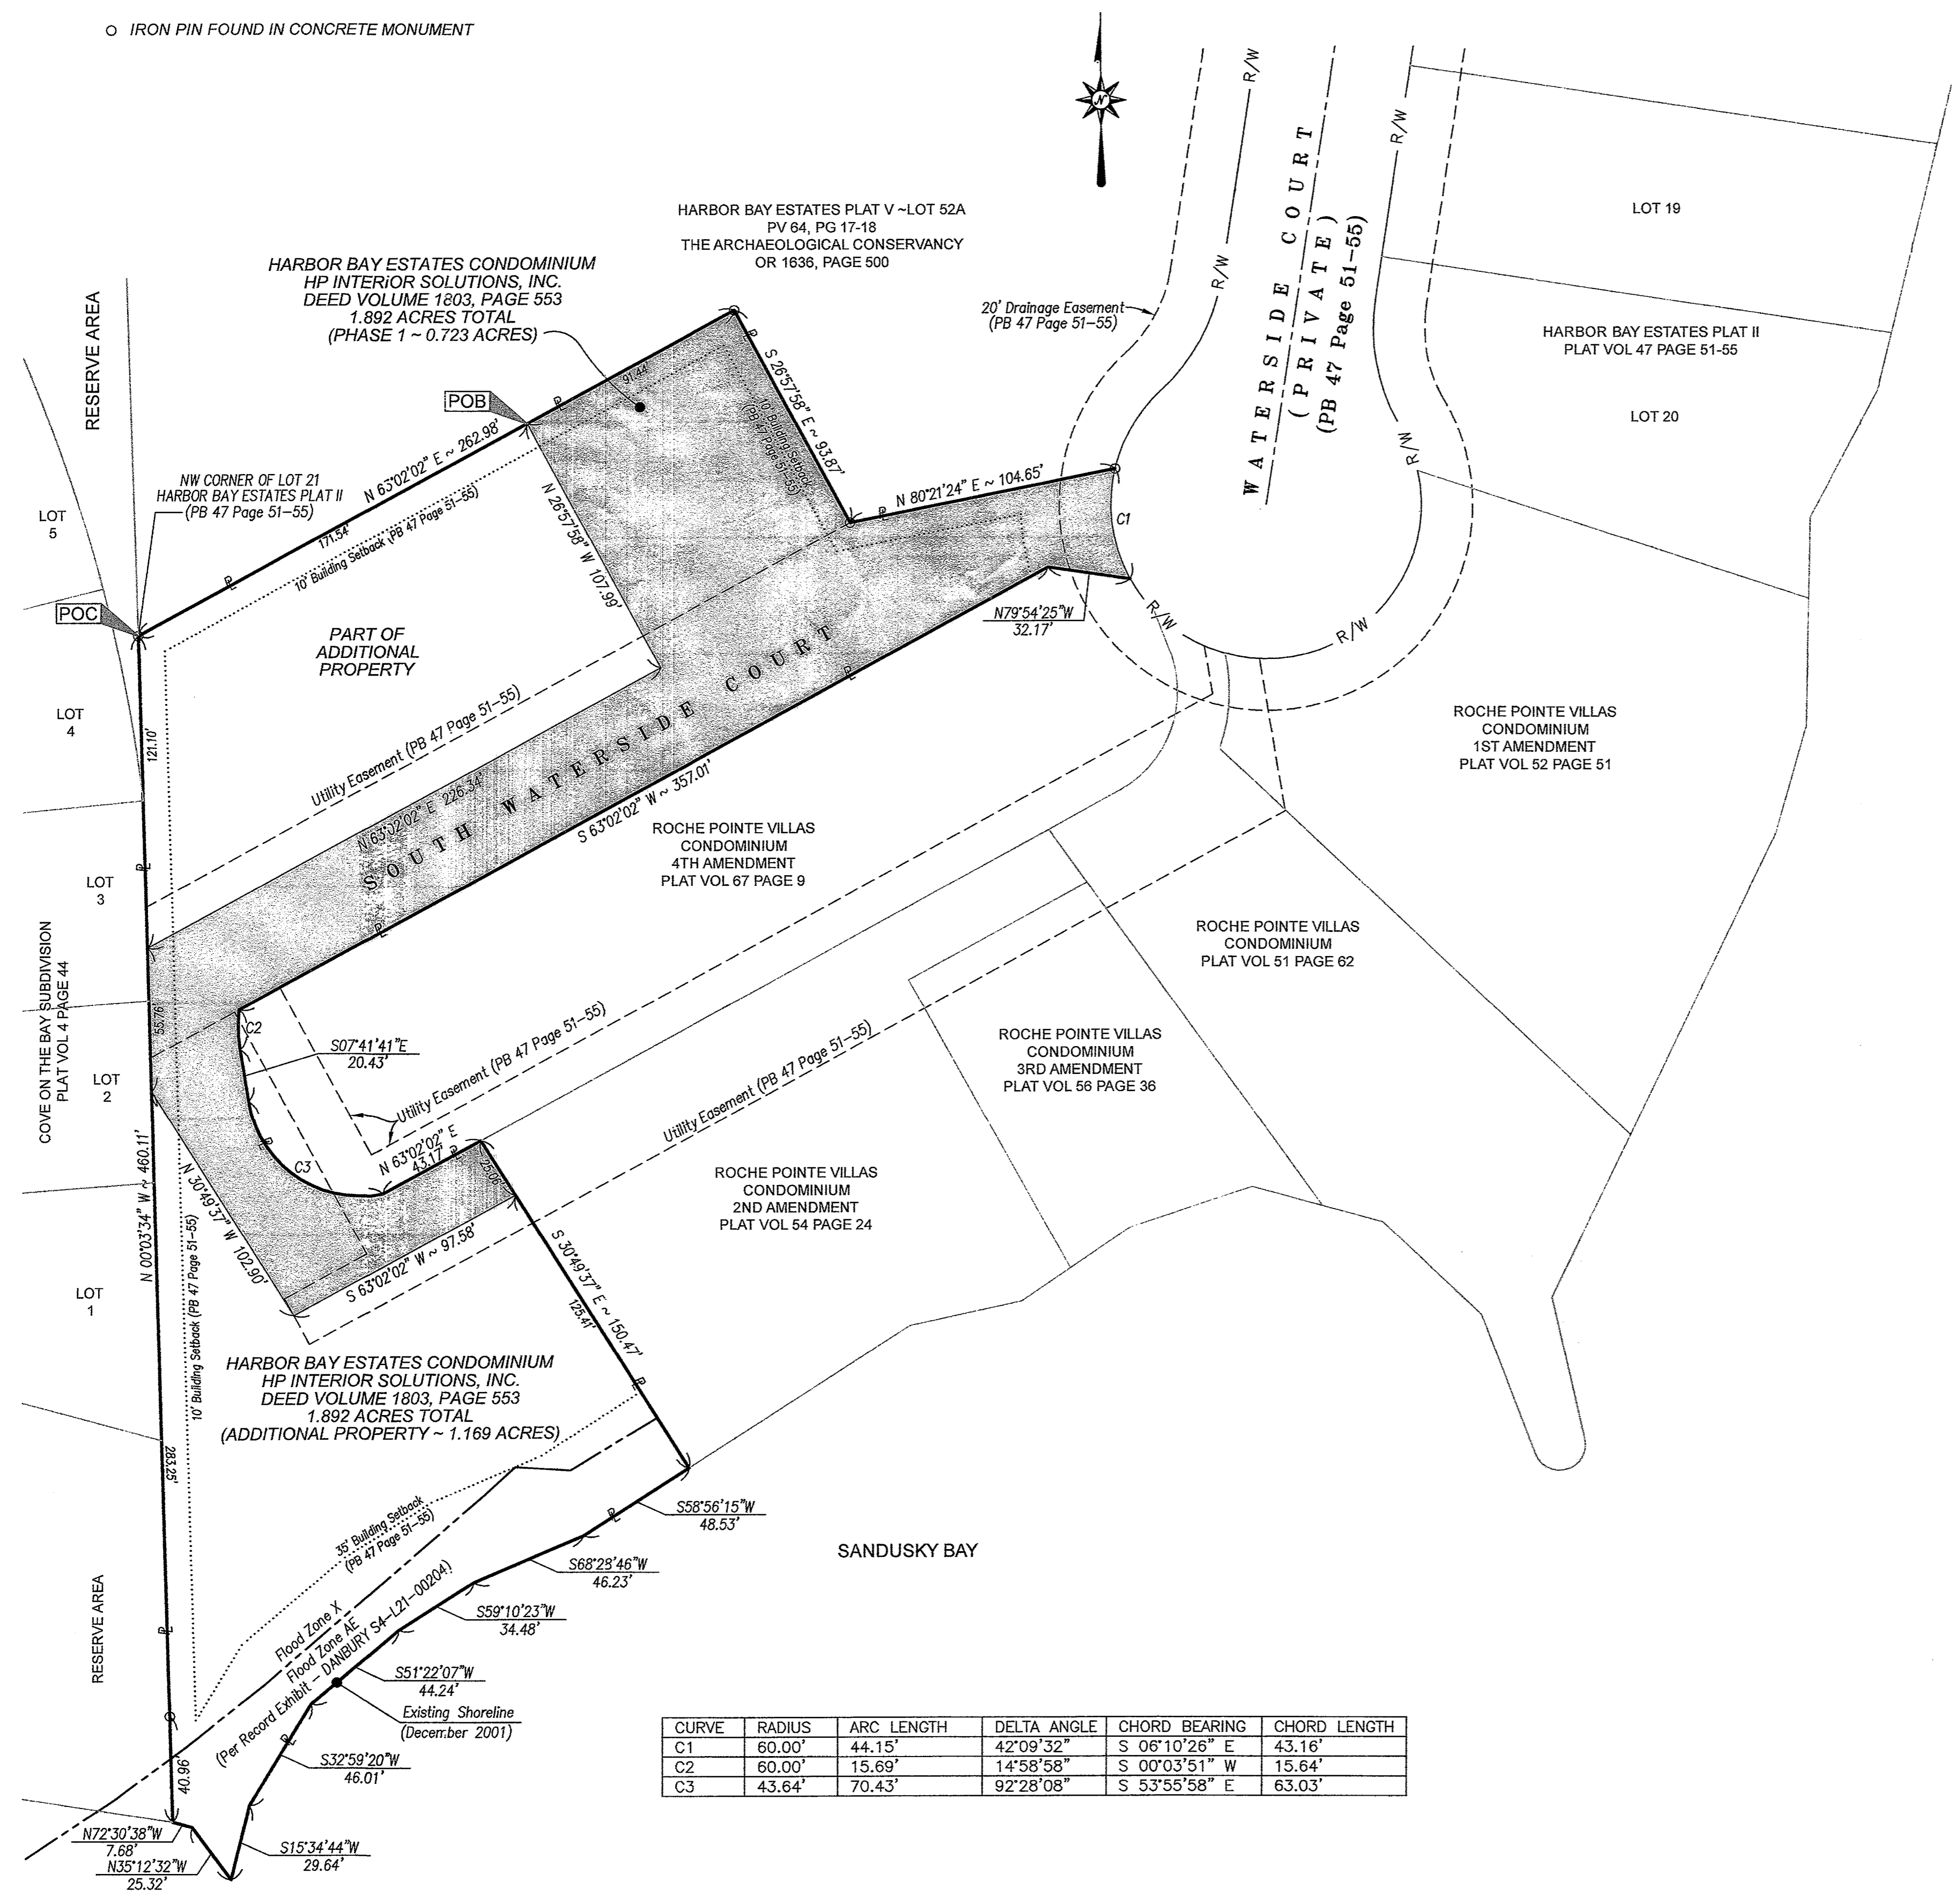 IRON PIN FOUND IN CONCRETE MONUMENT
N
R/W
R/W
R/W
R/W
R/W
R/W
R/W
WATERSIDE COURT
(PRIVATE)
(PB 47 Page 51-55)
LOT 19
HARBOR BAY ESTATES PLAT II
PLAT VOL 47 PAGE 51-55
LOT 20
HARBOR BAY ESTATES PLAT V ~LOT 52A
PV 64, PG 17-18
THE ARCHAEOLOGICAL CONSERVANCY
OR 1636, PAGE 500
HARBOR BAY ESTATES CONDOMINIUM
HP INTERIOR SOLUTIONS, INC.
DEED VOLUME 1803, PAGE 553
1.892 ACRES TOTAL
(PHASE 1 ~ 0.723 ACRES)
20' Drainage Easement
(PB 47 Page 51-55)
RESERVE AREA
POB
91.44'
S 26°57'58" E ~ 93.87'
10' Building Setback
(PB 47 Page 51-55)
N 63°02'02" E ~ 262.98'
NW CORNER OF LOT 21
HARBOR BAY ESTATES PLAT II
(PB 47 Page 51-55)
171.54'
10' Building Setback (PB 47 Page 51-55)
N 26°57'58" W 107.99'
N 80°21'24" E ~ 104.65'
C1
N79°54'25"W
32.17'
LOT
5
POC
PART OF
ADDITIONAL
PROPERTY
LOT
4
121.10'
Utility Easement (PB 47 Page 51-55)
N 63°02'02" E 226.34'
SOUTH WATERSIDE COURT
S 63°02'02" W ~ 357.01'
ROCHE POINTE VILLAS
CONDOMINIUM
1ST AMENDMENT
PLAT VOL 52 PAGE 51
ROCHE POINTE VILLAS
CONDOMINIUM
4TH AMENDMENT
PLAT VOL 67 PAGE 9
LOT
3
COVE ON THE BAY SUBDIVISION
PLAT VOL 4 PAGE 44
55.76'
C2
S07°41'41"E
20.43'
LOT
2
ROCHE POINTE VILLAS
CONDOMINIUM
PLAT VOL 51 PAGE 62
Utility Easement (PB 47 Page 51-55)
Utility Easement (PB 47 Page 51-55)
ROCHE POINTE VILLAS
CONDOMINIUM
3RD AMENDMENT
PLAT VOL 56 PAGE 36
C3
N 63°02'02" E
43.17'
25.06'
N 00°03'34" W ~ 460.11'
N 30°49'37" W 102.90'
S 63°02'02" W ~ 97.58'
S 30°49'37" E ~ 150.47'
125.41'
ROCHE POINTE VILLAS
CONDOMINIUM
2ND AMENDMENT
PLAT VOL 54 PAGE 24
LOT
1
10' Building Setback (PB 47 Page 51-55)
HARBOR BAY ESTATES CONDOMINIUM
HP INTERIOR SOLUTIONS, INC.
DEED VOLUME 1803, PAGE 553
1.892 ACRES TOTAL
(ADDITIONAL PROPERTY ~ 1.169 ACRES)
283.25'
35' Building Setback
(PB 47 Page 51-55)
S58°56'15"W
48.53'
SANDUSKY BAY
S68°28'46"W
46.23'
S59°10'23"W
34.48'
RESERVE AREA
Flood Zone X
Flood Zone AE
(Per Record Exhibit - DANBURY S4-L21-00204)
S51°22'07"W
44.24'
Existing Shoreline
(December 2001)
S32°59'20"W
46.01'
40.96'
N72°30'38"W
7.68'
N35°12'32"W
25.32'
S15°34'44"W
29.64'
CURVE RADIUS ARC LENGTH DELTA ANGLE CHORD BEARING CHORD LENGTH
C1 60.00' 44.15' 42°09'32" S 06°10'26" E 43.16'
C2 60.00' 15.69' 14°58'58" S 00°03'51" W 15.64'
C3 43.64' 70.43' 92°28'08" S 53°55'58" E 63.03'